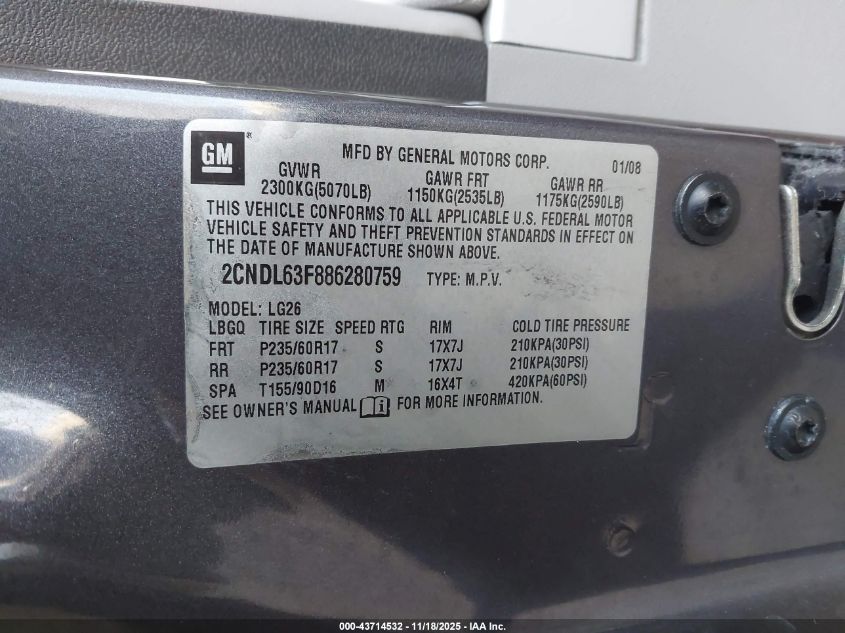 GM ®
MFD BY GENERAL MOTORS CORP. 01/08
GVWR GAWR FRT GAWR RR
2300KG(5070LB) 1150KG(2535LB) 1175KG(2590LB)
THIS VEHICLE CONFORMS TO ALL APPLICABLE U.S. FEDERAL MOTOR
VEHICLE SAFETY AND THEFT PREVENTION STANDARDS IN EFFECT ON
THE DATE OF MANUFACTURE SHOWN ABOVE.
2CNDL63F886280759 TYPE: M.P.V.
MODEL: LG26
LBGQ TIRE SIZE SPEED RTG RIM COLD TIRE PRESSURE
FRT P235/60R17 S 17X7J 210KPA(30PSI)
RR P235/60R17 S 17X7J 210KPA(30PSI)
SPA T155/90D16 M 16X4T 420KPA(60PSI)
SEE OWNER'S MANUAL FOR MORE INFORMATION.
000-43714532 - 11/18/2025 - IAA Inc.